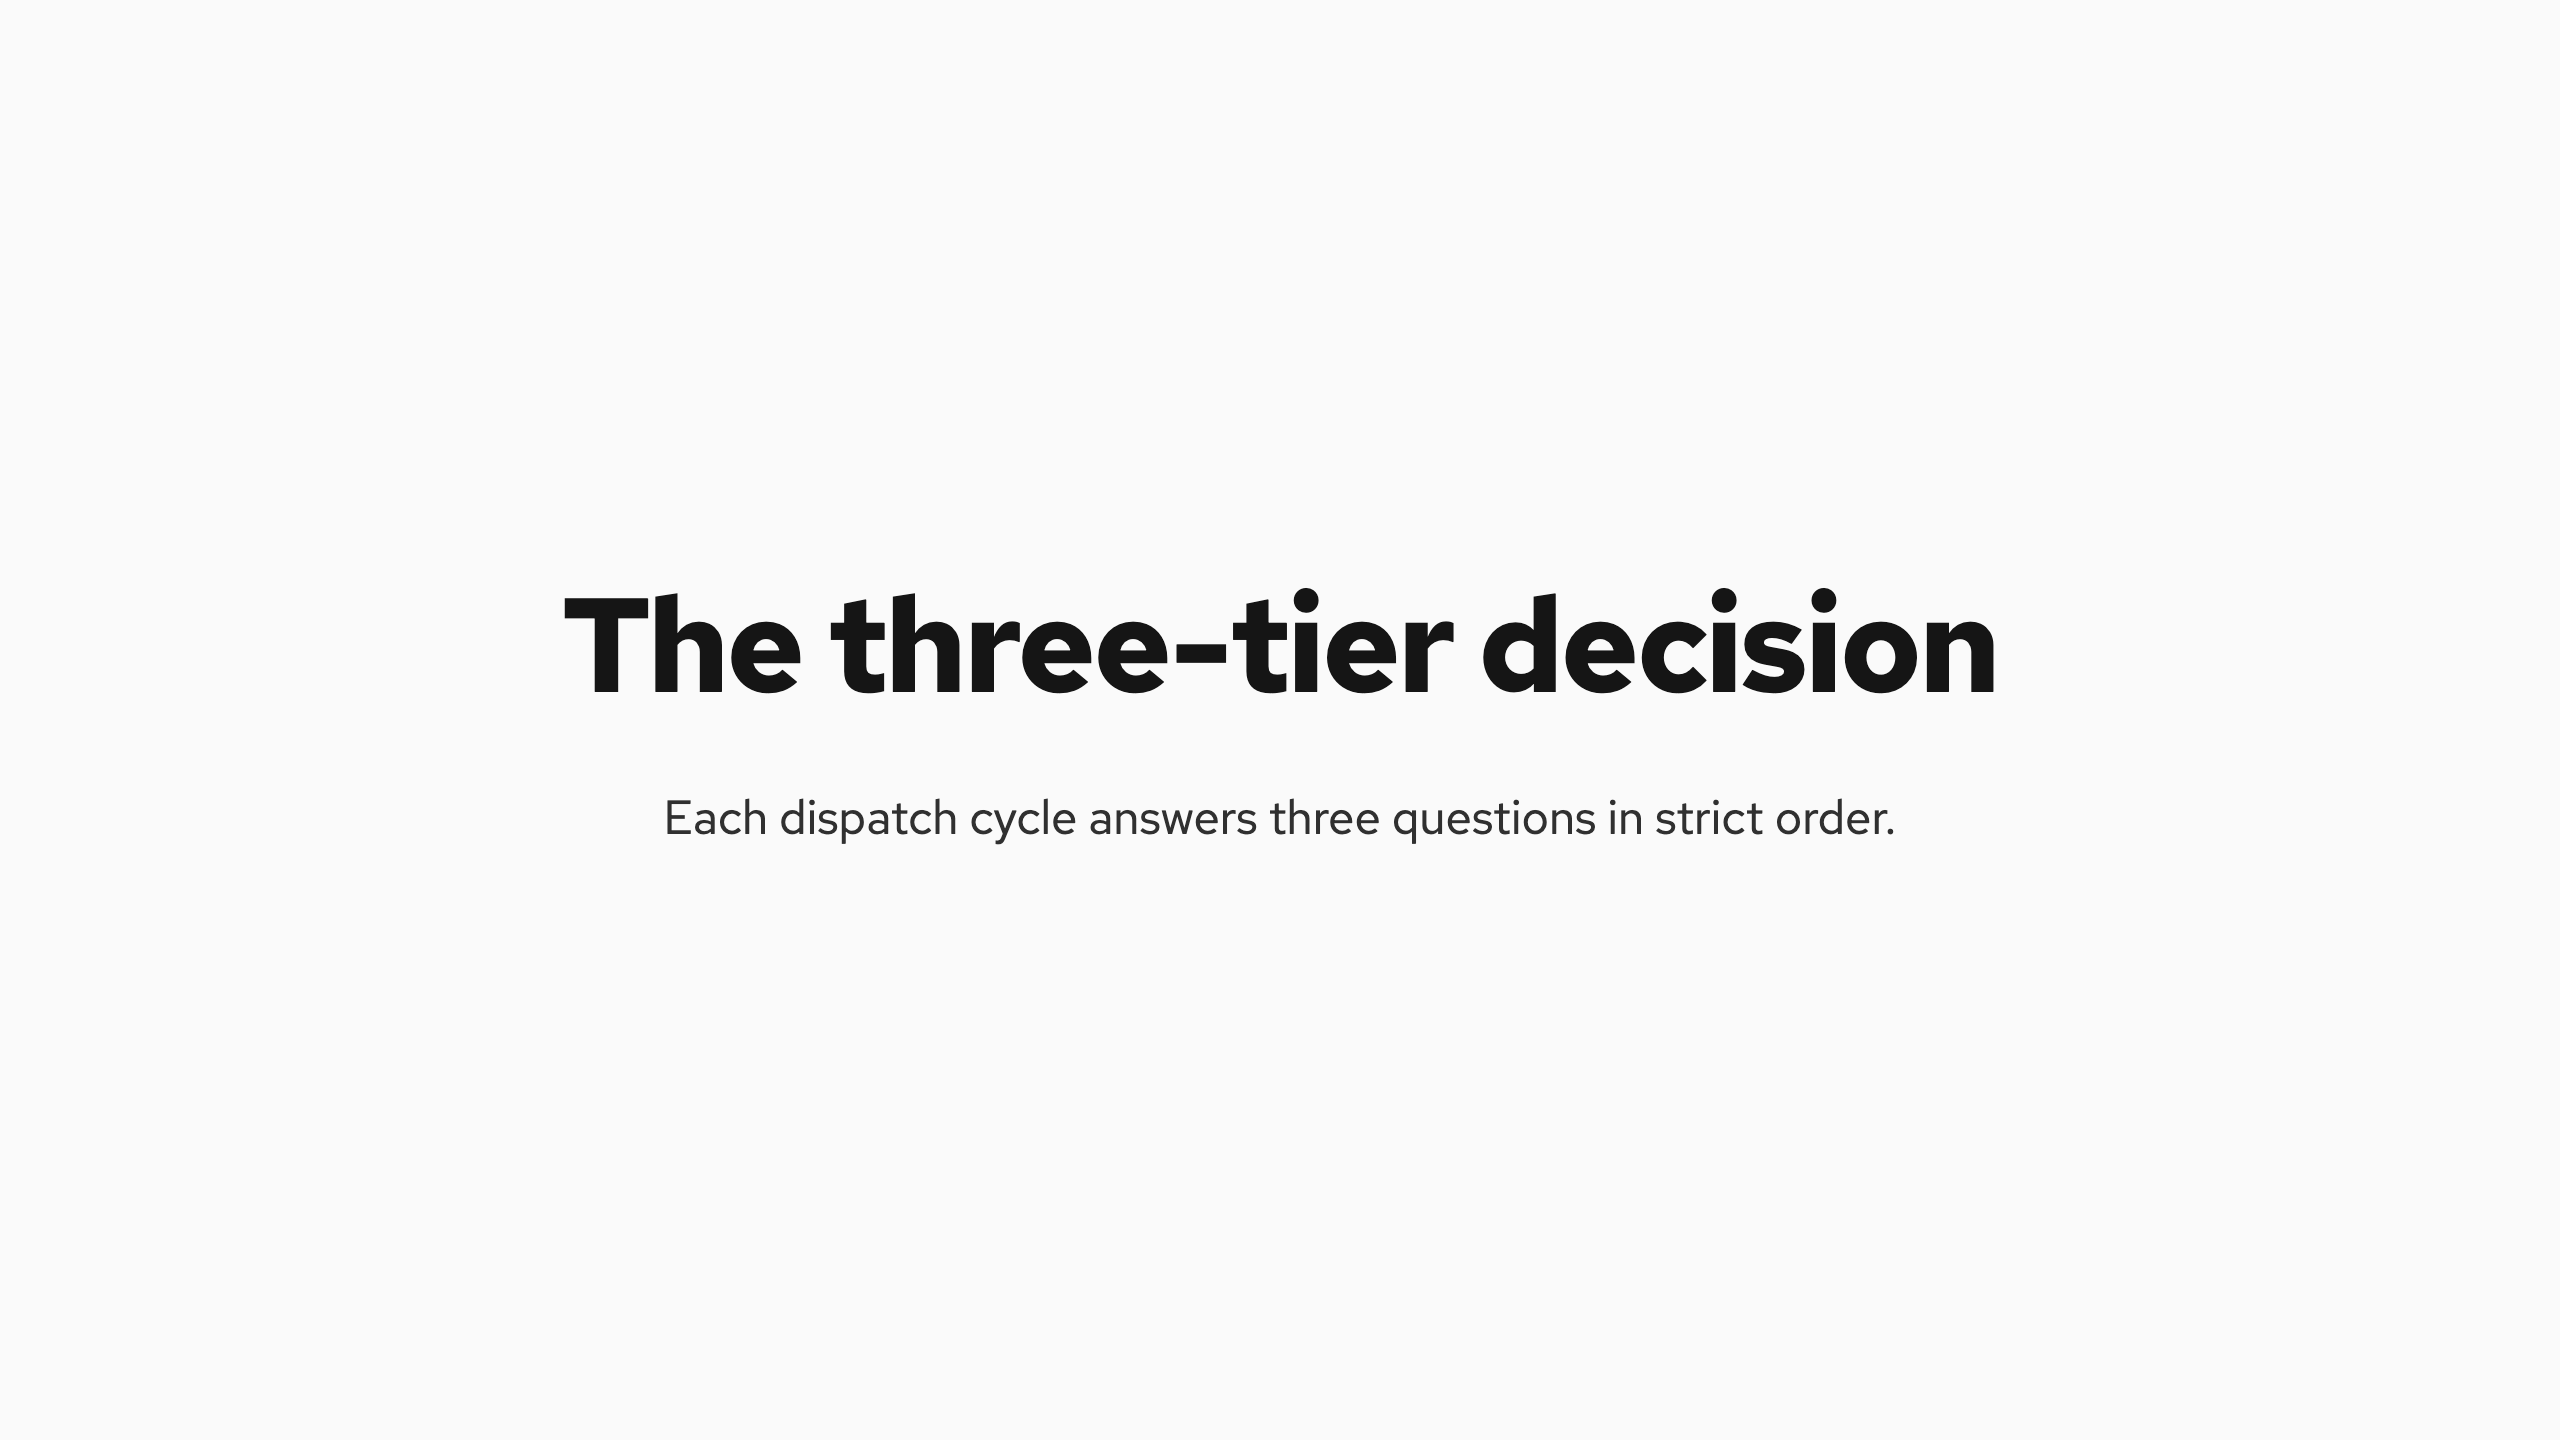 The three-tier decision
Each dispatch cycle answers three questions in strict order.